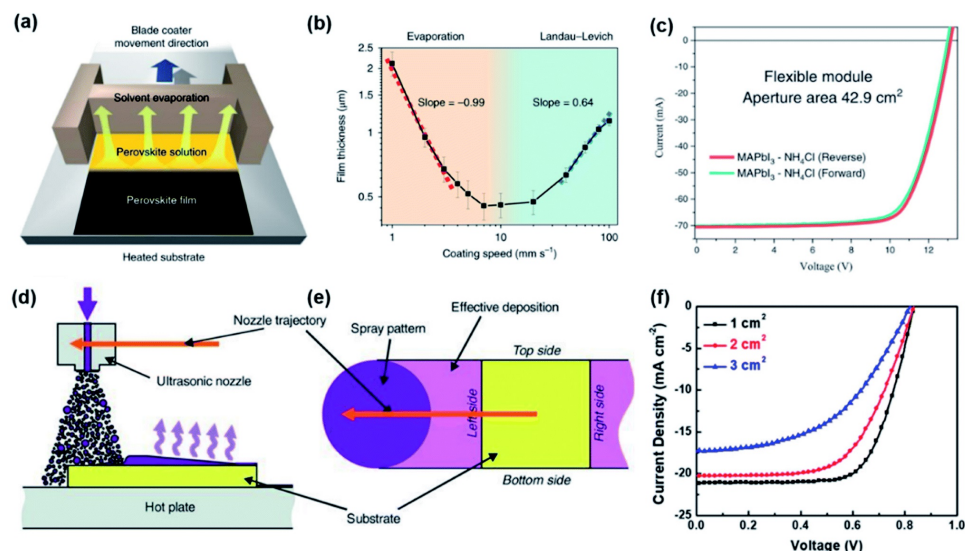 (a)
Blade coater
movement direction
Solvent evaporation
Perovskite solution
Perovskite film
Heated substrate
(b)
Evaporation
Landau–Levich
2.5
2
1.5
1
0.5
Slope = −0.99
Slope = 0.64
Film thickness (μm)
1
10
100
Coating speed (mm s⁻¹)
(c)
0
-10
-20
-30
-40
-50
-60
-70
Current (mA)
Flexible module
Aperture area 42.9 cm²
MAPbI₃ - NH₄Cl (Reverse)
MAPbI₃ - NH₄Cl (Forward)
0
2
4
6
8
10
12
Voltage (V)
(d)
Nozzle trajectory
Ultrasonic nozzle
Hot plate
Substrate
(e)
Spray pattern
Effective deposition
Top side
Left side
Right side
Bottom side
(f)
0
-5
-10
-15
-20
-25
Current Density (mA cm⁻²)
1 cm²
2 cm²
3 cm²
0.0
0.2
0.4
0.6
0.8
1.0
Voltage (V)